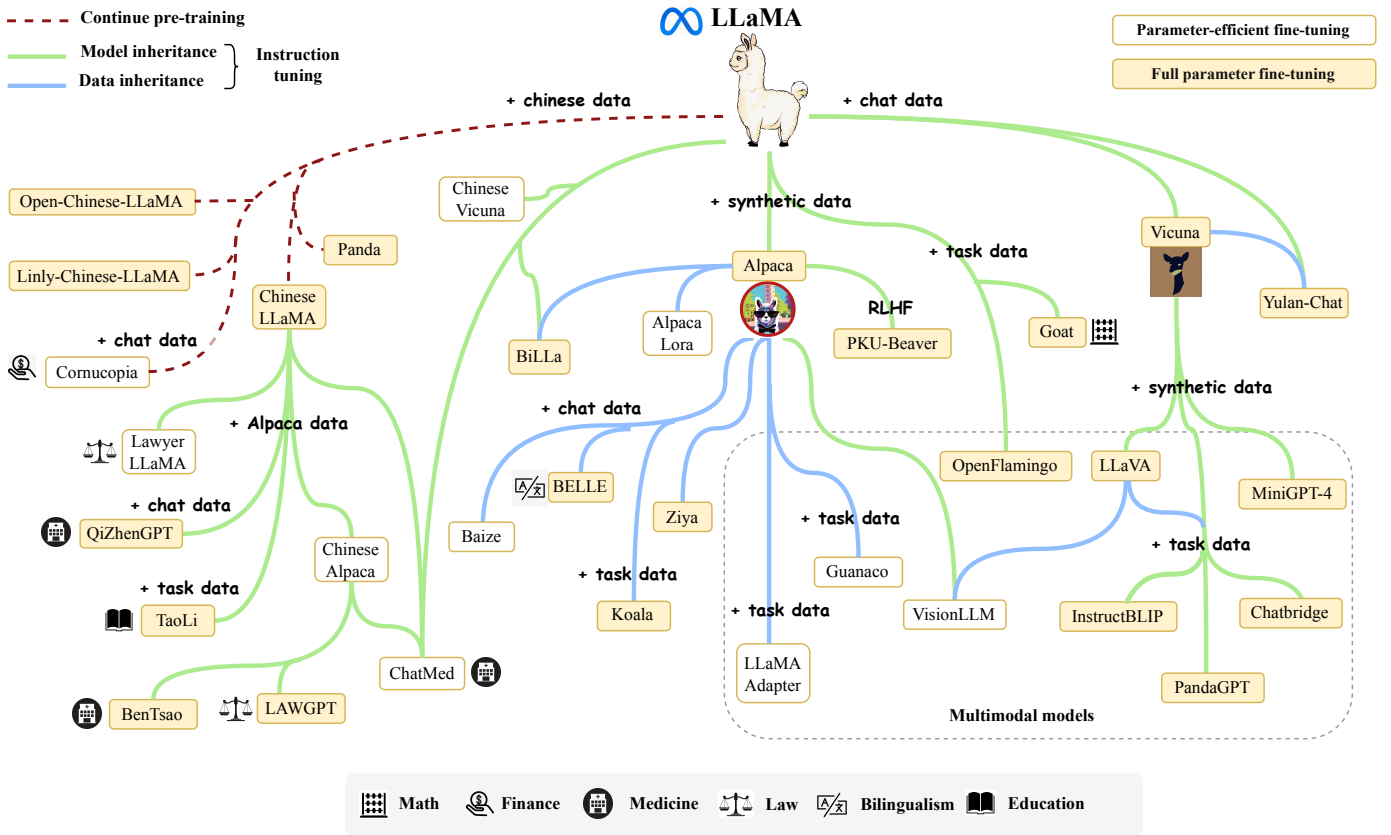 Continue pre-training
Model inheritance
Data inheritance
Instruction
tuning
LLaMA
Parameter-efficient fine-tuning
Full parameter fine-tuning
+ chinese data
+ chat data
Open-Chinese-LLaMA
Linly-Chinese-LLaMA
Panda
Chinese
LLaMA
+ chat data
Cornucopia
Chinese
Vicuna
+ synthetic data
Alpaca
+ task data
Vicuna
Yulan-Chat
BiLLa
Alpaca
Lora
RLHF
PKU-Beaver
Goat
+ synthetic data
Lawyer
LLaMA
+ Alpaca data
+ chat data
QiZhenGPT
+ task data
TaoLi
Chinese
Alpaca
ChatMed
BenTsao
LAWGPT
+ chat data
Baize
BELLE
Ziya
+ task data
Koala
OpenFlamingo
LLaVA
MiniGPT-4
+ task data
Guanaco
+ task data
LLaMA
Adapter
VisionLLM
+ task data
InstructBLIP
Chatbridge
PandaGPT
Multimodal models
Math
Finance
Medicine
Law
Bilingualism
Education